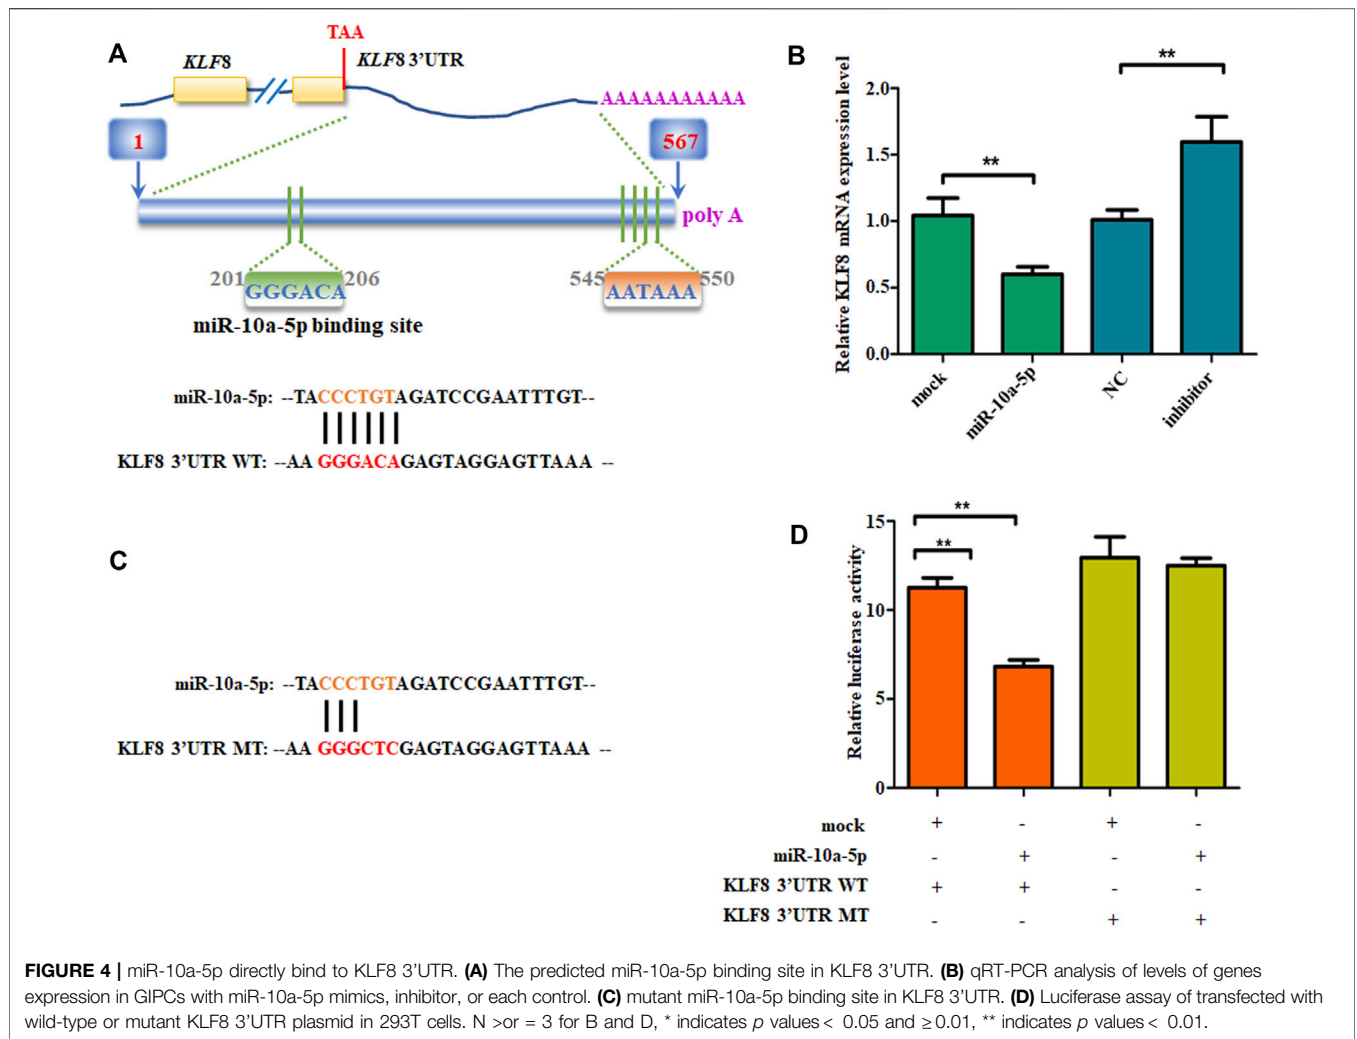 A
TAA
KLF8
KLF8 3'UTR
AAAAAAAAAAA
1
567
poly A
201
GGGACA
206
545
AATAAA
550
miR-10a-5p binding site
miR-10a-5p: --TACCCTGTAGATCCGAATTTGT--
KLF8 3'UTR WT: --AA GGGACAGAGTAGGAGTTAAA --
B
Relative KLF8 mRNA expression level
2.0
1.5
1.0
0.5
0.0
**
**
mock
miR-10a-5p
NC
inhibitor
C
miR-10a-5p: --TACCCTGTAGATCCGAATTTGT--
KLF8 3'UTR MT: --AA GGGCTCGAGTAGGAGTTAAA --
D
Relative luciferase activity
15
10
5
0
**
**
mock + - + -
miR-10a-5p - + - +
KLF8 3'UTR WT + + - -
KLF8 3'UTR MT - - + +
FIGURE 4 | miR-10a-5p directly bind to KLF8 3'UTR. (A) The predicted miR-10a-5p binding site in KLF8 3'UTR. (B) qRT-PCR analysis of levels of genes
expression in GIPCs with miR-10a-5p mimics, inhibitor, or each control. (C) mutant miR-10a-5p binding site in KLF8 3'UTR. (D) Luciferase assay of transfected with
wild-type or mutant KLF8 3'UTR plasmid in 293T cells. N >or = 3 for B and D, * indicates p values < 0.05 and ≥0.01, ** indicates p values < 0.01.